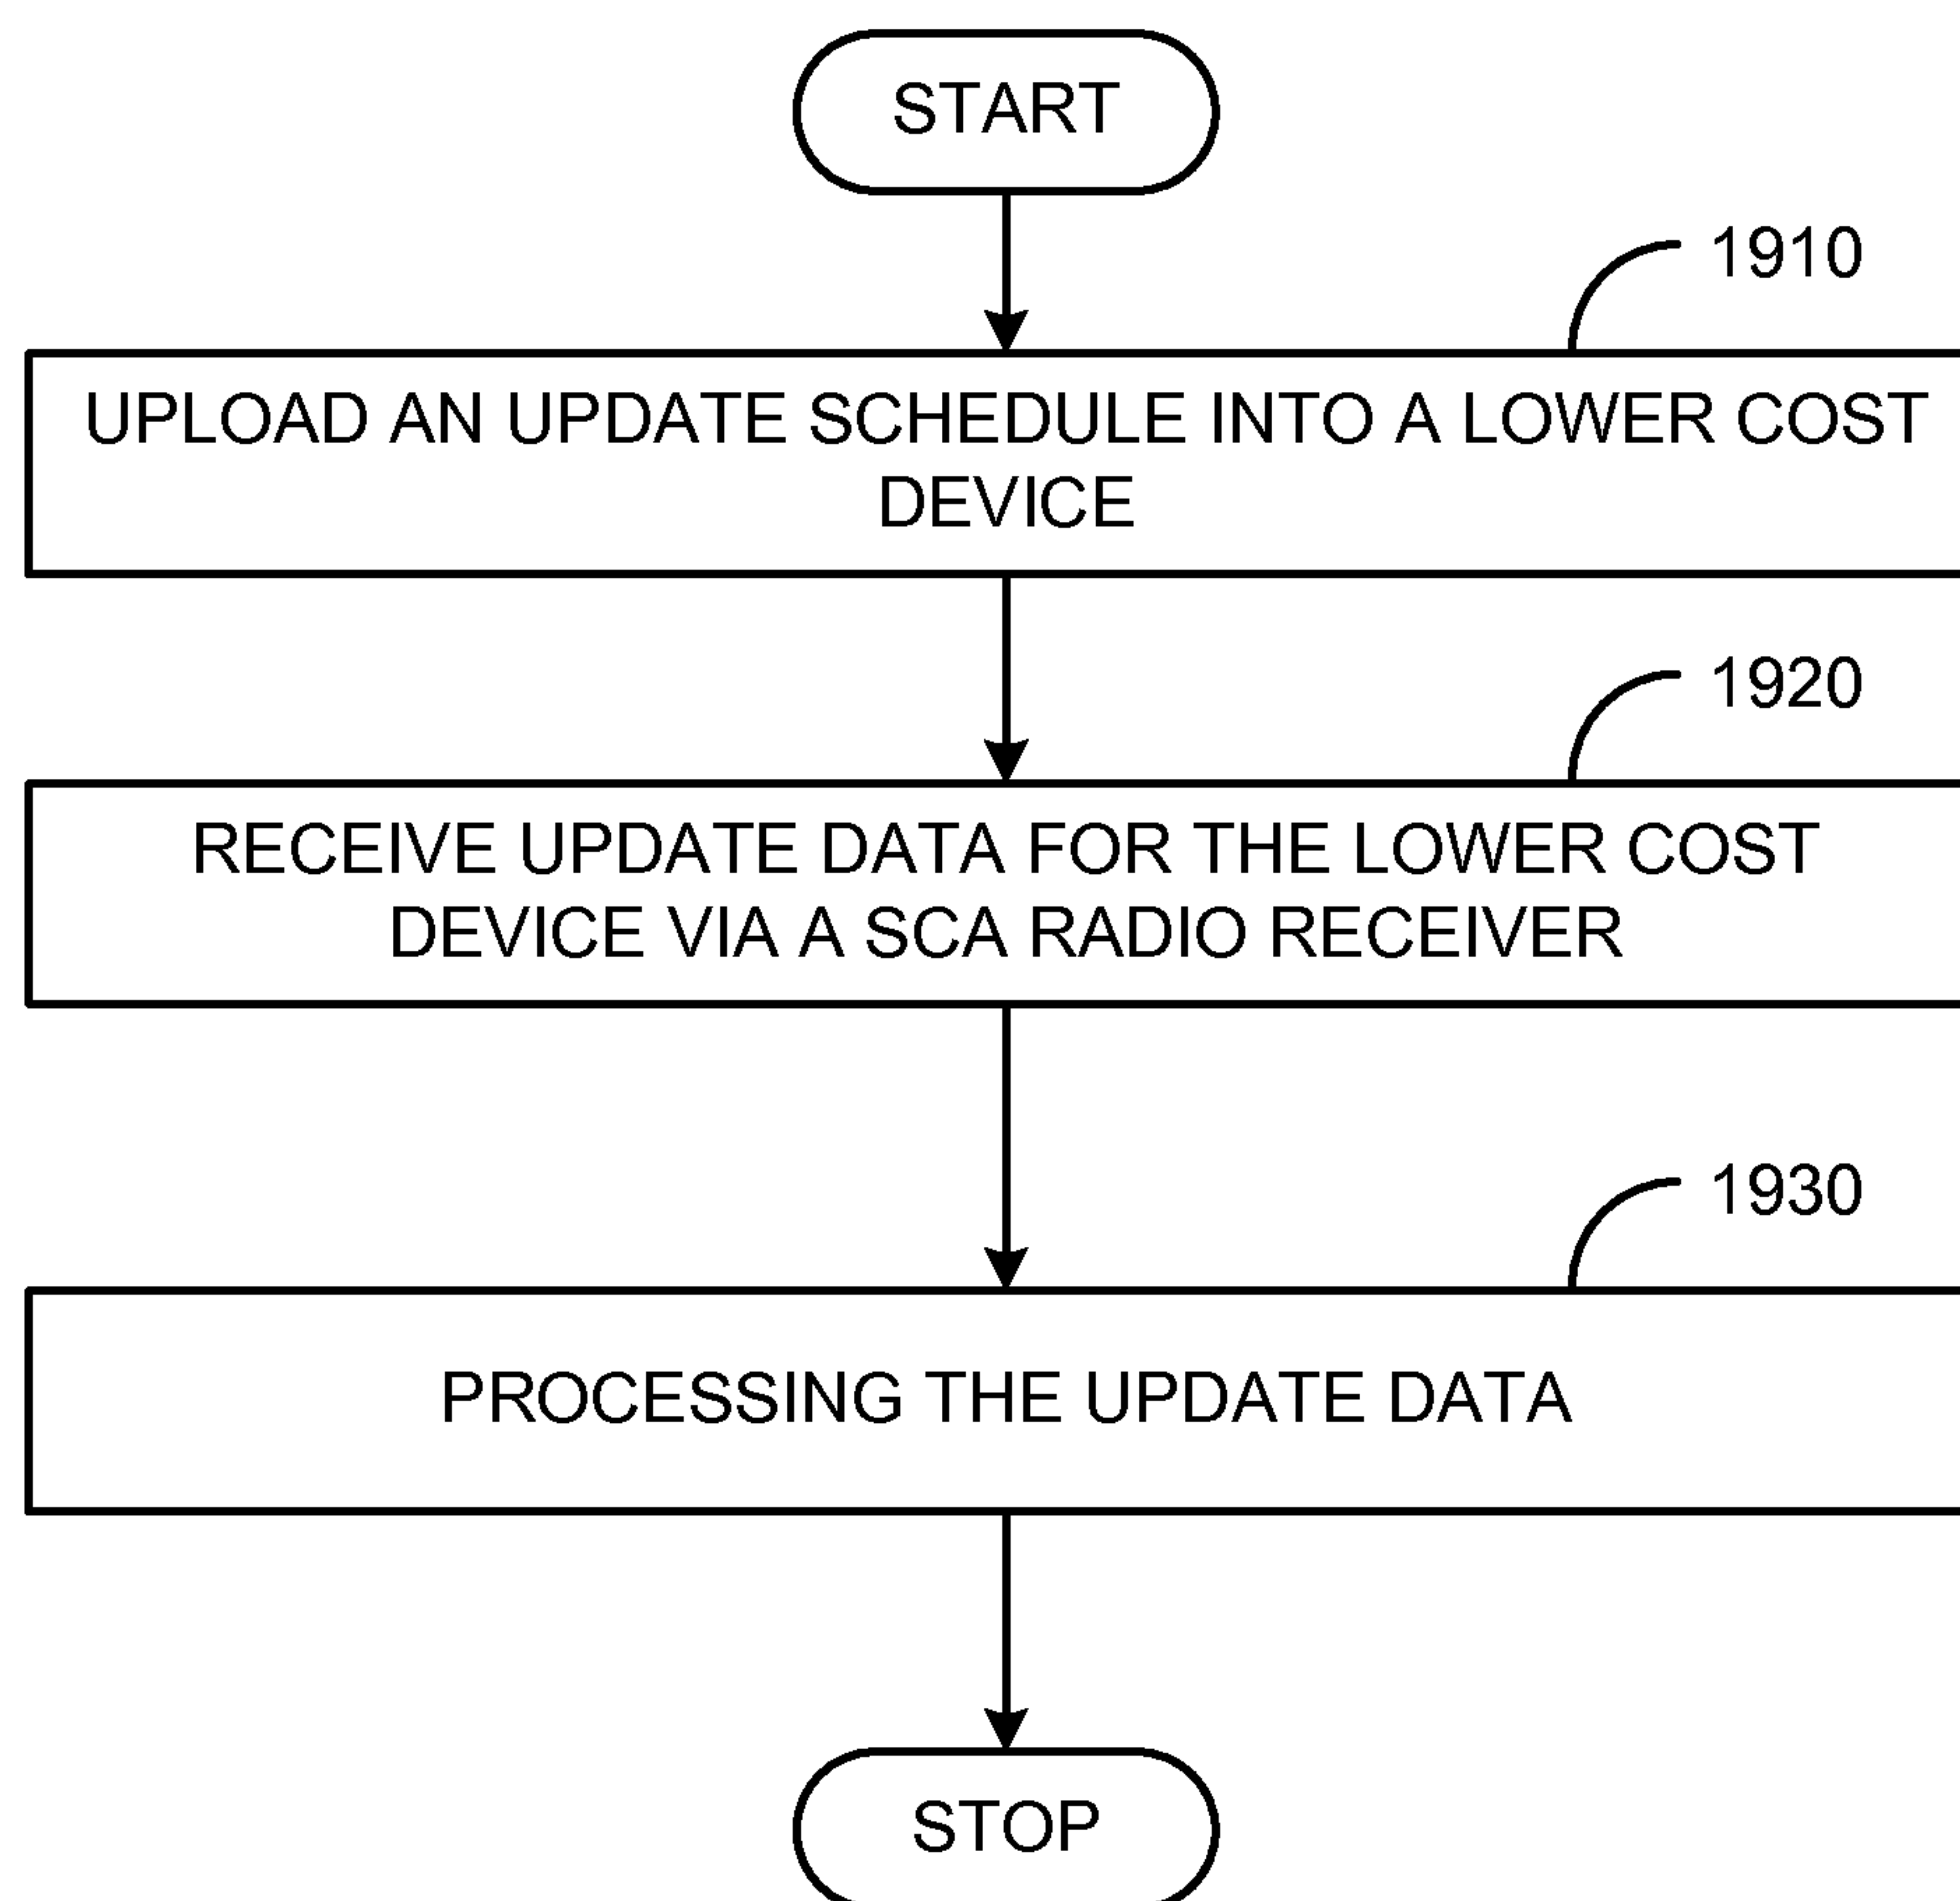 START
1910
UPLOAD AN UPDATE SCHEDULE INTO A LOWER COST
DEVICE
1920
RECEIVE UPDATE DATA FOR THE LOWER COST
DEVICE VIA A SCA RADIO RECEIVER
1930
PROCESSING THE UPDATE DATA
STOP